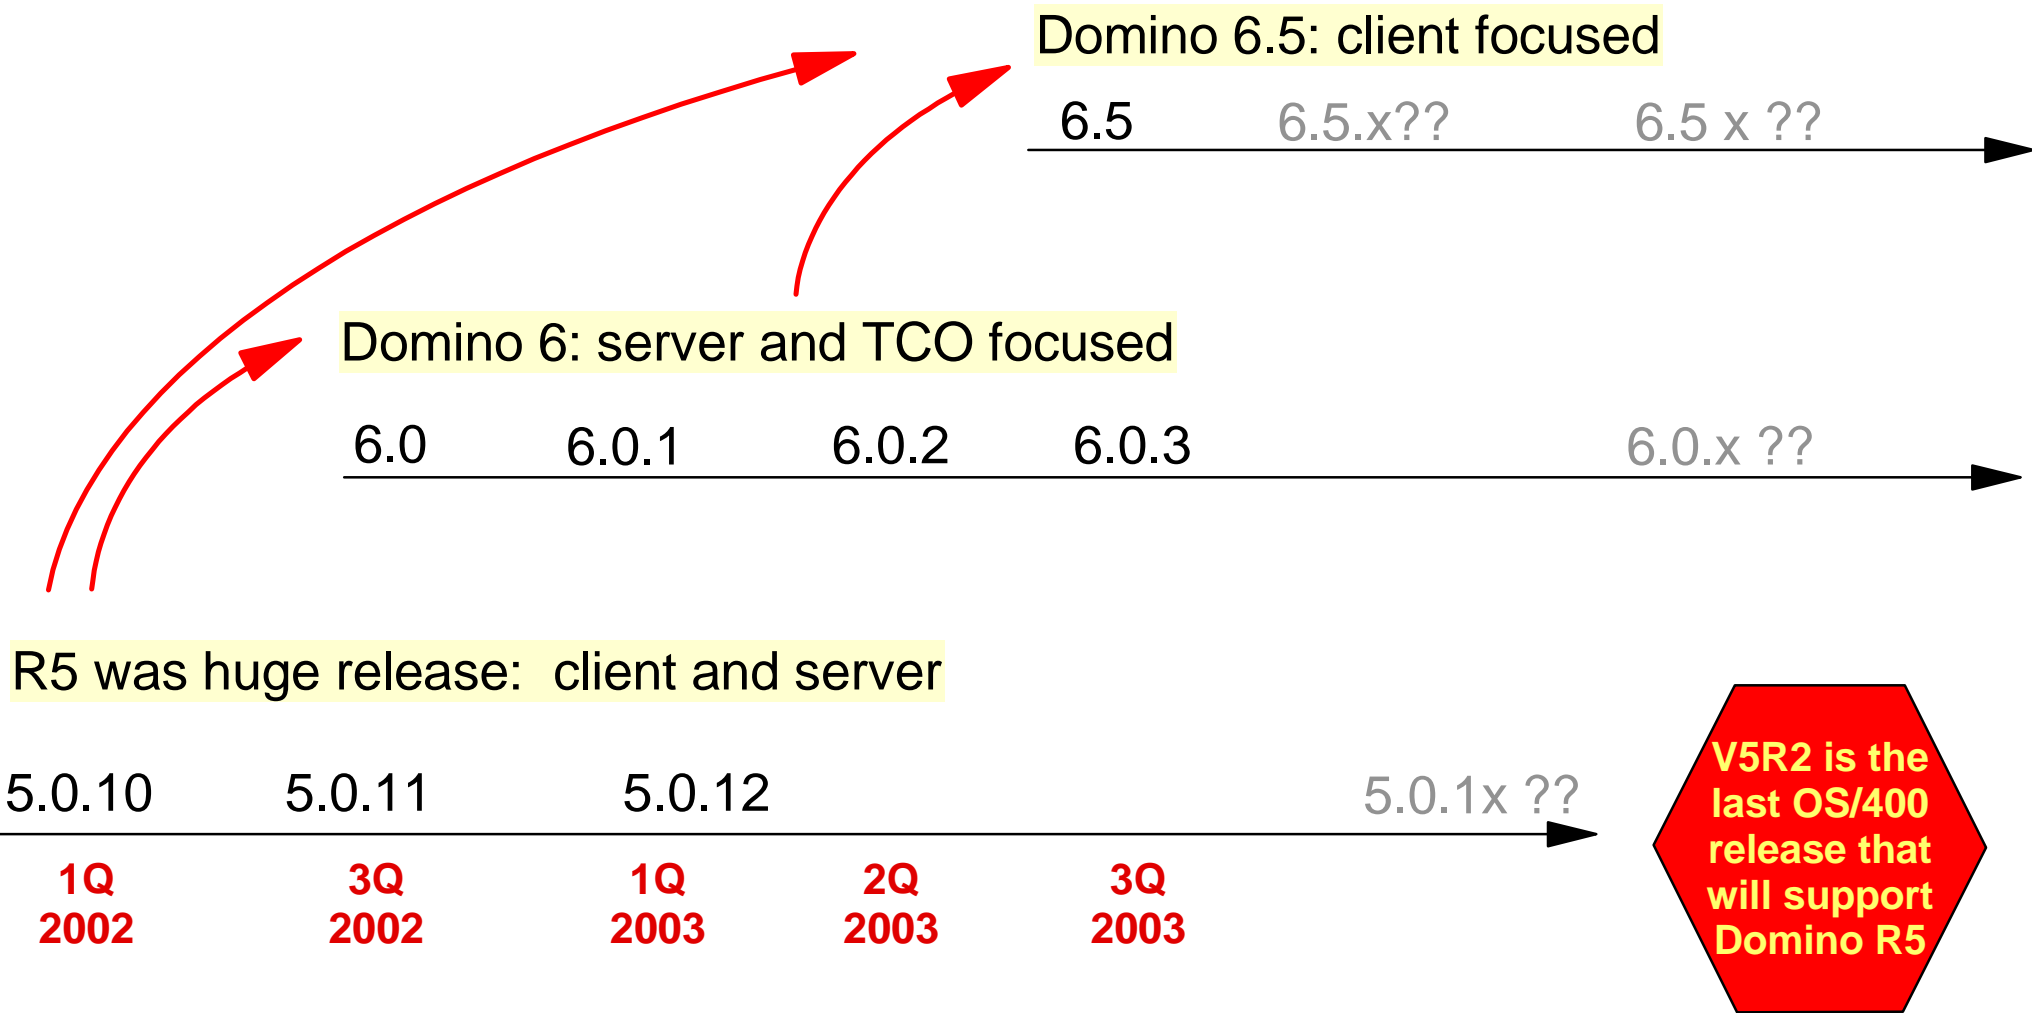 Domino 6.5: client focused
6.5 6.5.x?? 6.5 x ??
Domino 6: server and TCO focused
6.0 6.0.1 6.0.2 6.0.3 6.0.x ??
R5 was huge release:  client and server
5.0.10 5.0.11 5.0.12 5.0.1x ??
1Q 3Q 1Q 2Q 3Q
2002 2002 2003 2003 2003
V5R2 is the
last OS/400
release that
will support
Domino R5